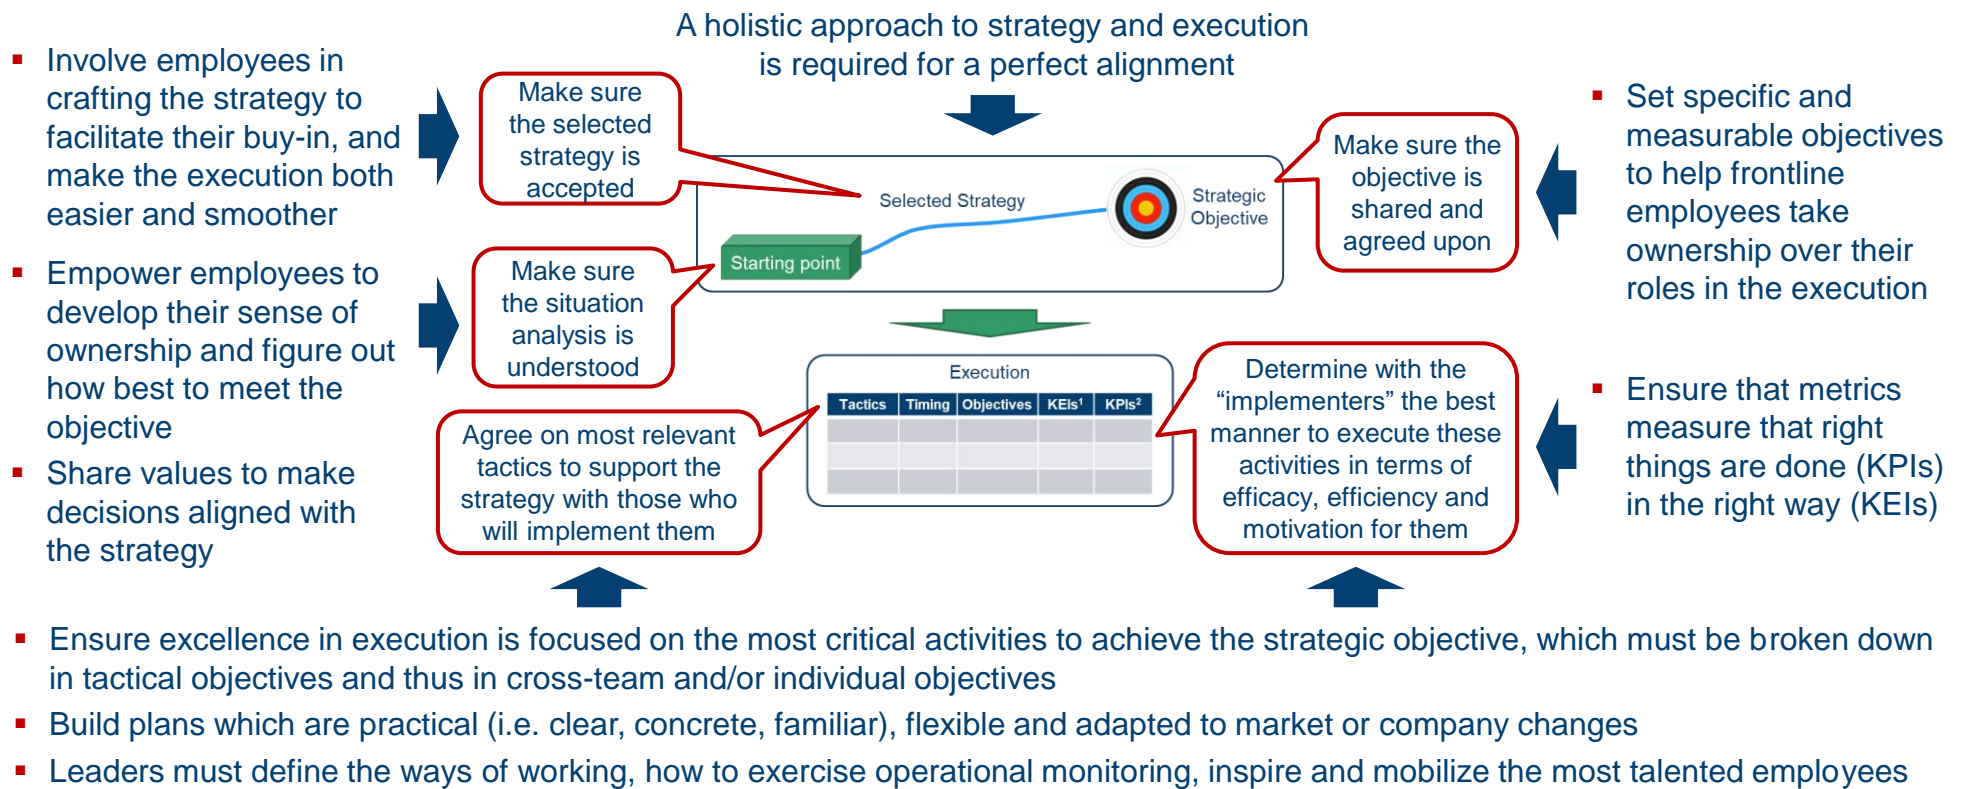 A holistic approach to strategy and execution
is required for a perfect alignment
▪ Involve employees in
crafting the strategy to
facilitate their buy-in, and
make the execution both
easier and smoother
▪ Empower employees to
develop their sense of
ownership and figure out
how best to meet the
objective
▪ Share values to make
decisions aligned with
the strategy
Make sure
the selected
strategy is
accepted
Make sure
the situation
analysis is
understood
Agree on most relevant
tactics to support the
strategy with those who
will implement them
Selected Strategy
Starting point
Strategic
Objective
Execution
Tactics Timing Objectives KEIs¹ KPIs²
Make sure the
objective is
shared and
agreed upon
Determine with the
“implementers” the best
manner to execute these
activities in terms of
efficacy, efficiency and
motivation for them
▪ Set specific and
measurable objectives
to help frontline
employees take
ownership over their
roles in the execution
▪ Ensure that metrics
measure that right
things are done (KPIs)
in the right way (KEIs)
▪ Ensure excellence in execution is focused on the most critical activities to achieve the strategic objective, which must be broken down
in tactical objectives and thus in cross-team and/or individual objectives
▪ Build plans which are practical (i.e. clear, concrete, familiar), flexible and adapted to market or company changes
▪ Leaders must define the ways of working, how to exercise operational monitoring, inspire and mobilize the most talented employees